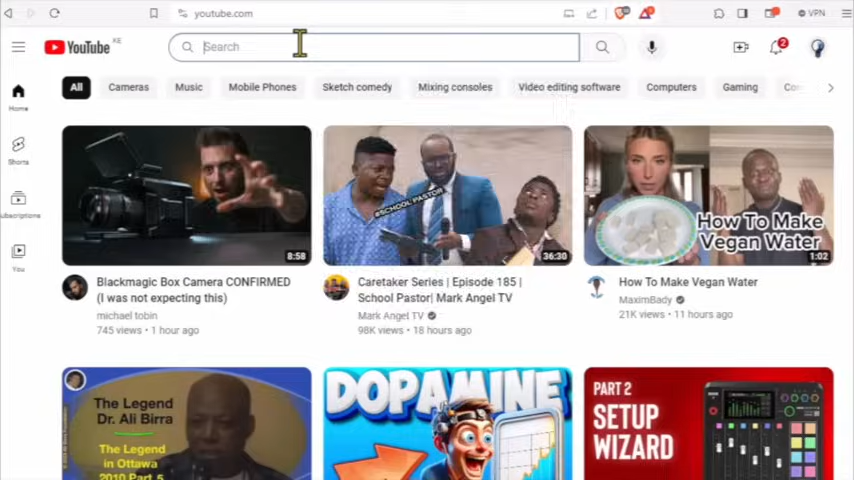 youtube.com
VPN
YouTube KE
Search
2
All
Cameras
Music
Mobile Phones
Sketch comedy
Mixing consoles
Video editing software
Computers
Gaming
Home
Shorts
You
8:58
#SCHOOL PASTOR
36:30
How To Make
Vegan Water
1:02
Blackmagic Box Camera CONFIRMED
(I was not expecting this)
michael tobin
745 views • 1 hour ago
Caretaker Series | Episode 185 |
School Pastor| Mark Angel TV
Mark Angel TV
98K views • 18 hours ago
How To Make Vegan Water
MaximBady
21K views • 11 hours ago
The Legend
Dr. Ali Birra
The Legend
in Ottawa
2010 Part 5
DOPAMINE
PART 2
SETUP
WIZARD